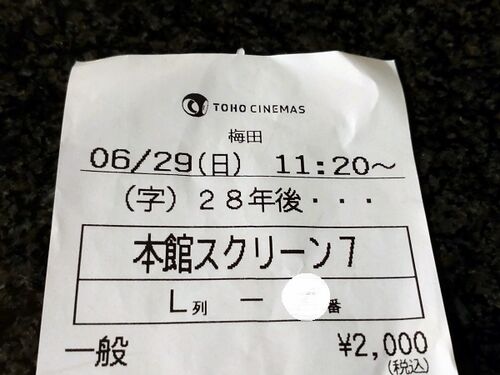 TOHO CINEMAS
梅田
06/29(日) 11:20～
(字) 28年後・・・
本館スクリーン7
L列 － 番
一般 ¥2,000
(税込)